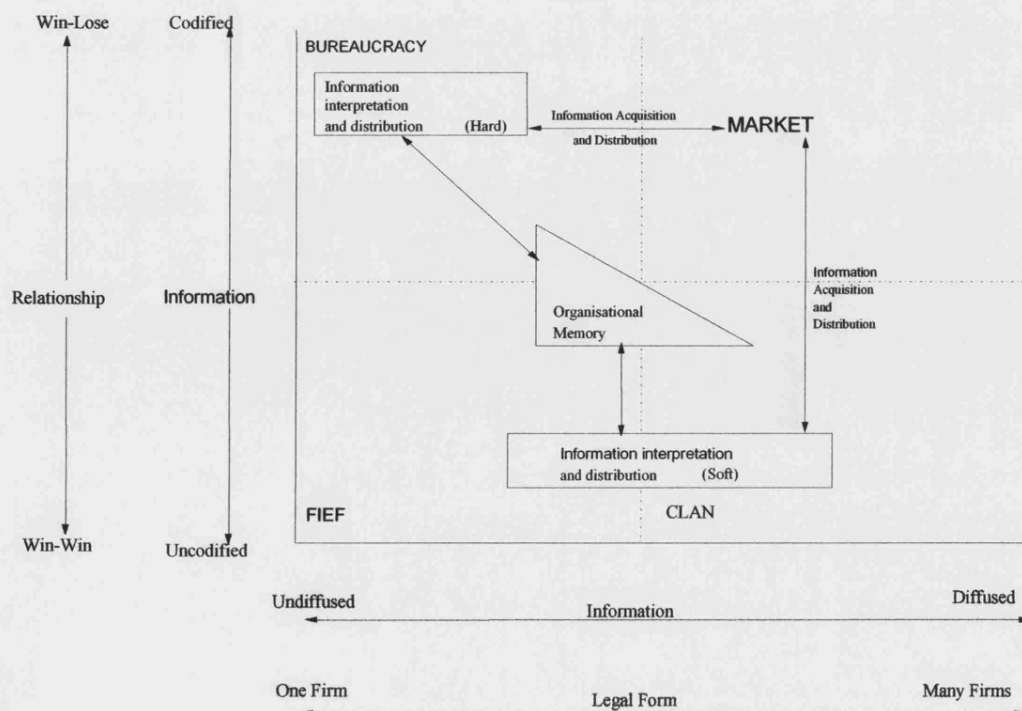 Win-Lose
Codified
BUREAUCRACY
Information
interpretation
and distribution (Hard)
Information Acquisition
and Distribution
MARKET
Relationship
Information
Organisational
Memory
Information
Acquisition
and
Distribution
Information interpretation
and distribution (Soft)
FIEF
CLAN
Win-Win
Uncodified
Undiffused
Information
Diffused
One Firm
Legal Form
Many Firms